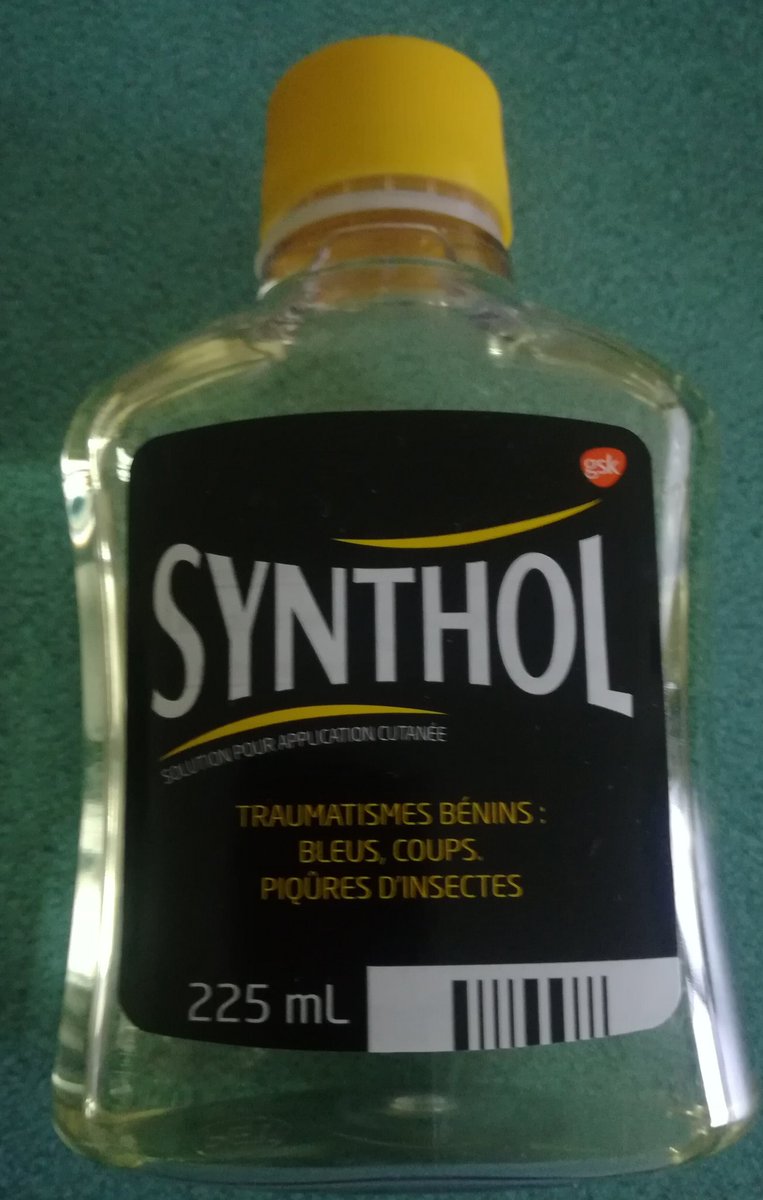 gsk
SYNTHOL
SOLUTION POUR APPLICATION CUTANÉE
TRAUMATISMES BÉNINS :
BLEUS, COUPS.
PIQÛRES D'INSECTES
225 mL